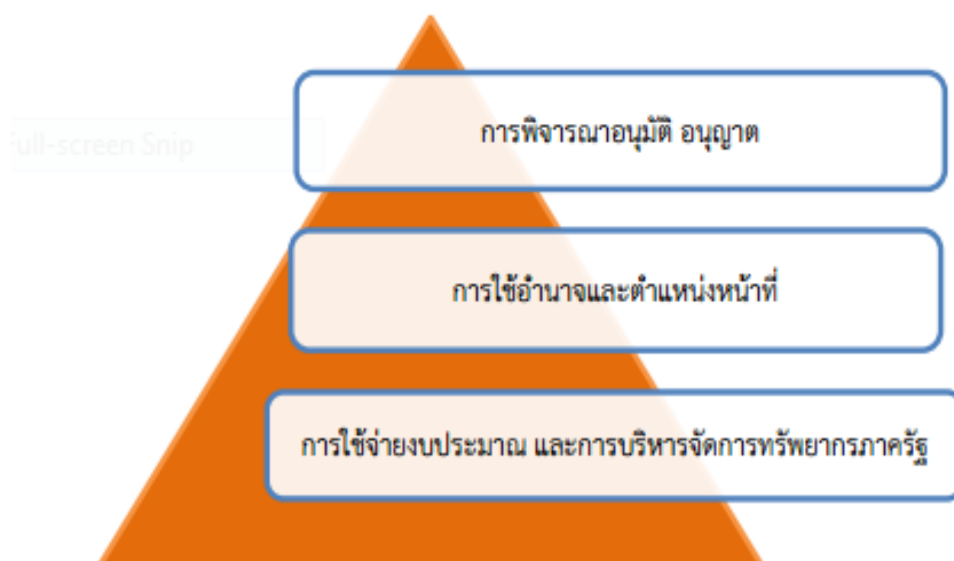 การพิจารณาอนุมัติ อนุญาต
Full-screen Snip
การใช้อำนาจและตำแหน่งหน้าที่
การใช้จ่ายงบประมาณ และการบริหารจัดการทรัพยากรภาครัฐ